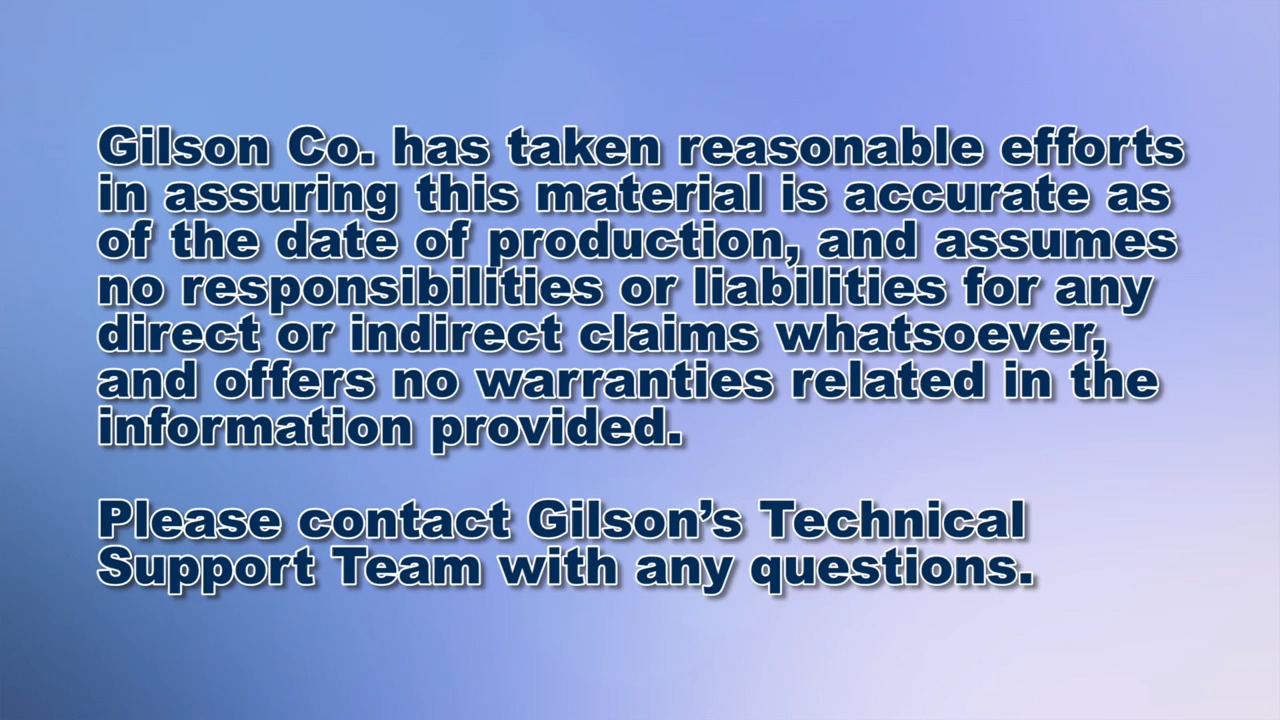 Gilson Co. has taken reasonable efforts
in assuring this material is accurate as
of the date of production, and assumes
no responsibilities or liabilities for any
direct or indirect claims whatsoever,
and offers no warranties related in the
information provided.
Please contact Gilson’s Technical
Support Team with any questions.